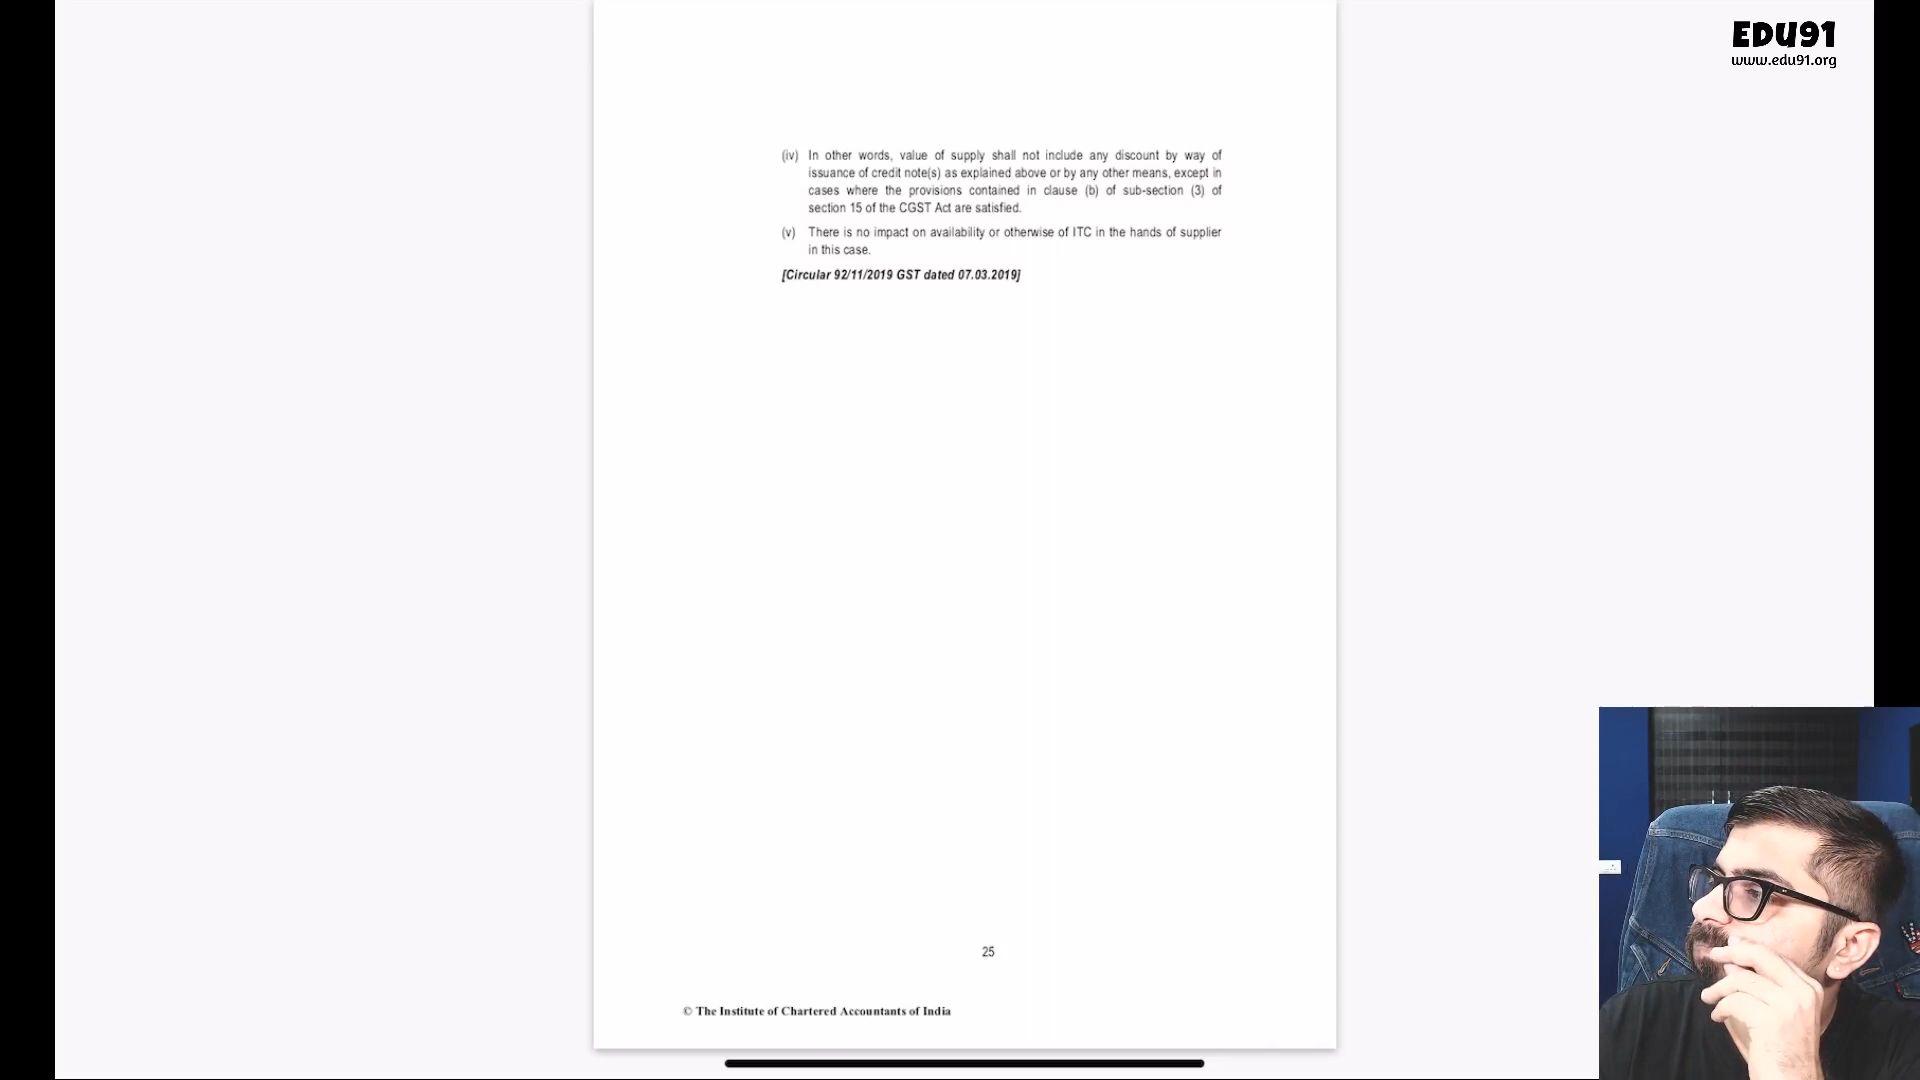 EDU91
www.edu91.org
(iv) In other words, value of supply shall not include any discount by way of
issuance of credit note(s) as explained above or by any other means, except in
cases where the provisions contained in clause (b) of sub-section (3) of
section 15 of the CGST Act are satisfied.
(v) There is no impact on availability or otherwise of ITC in the hands of supplier
in this case.
[Circular 92/11/2019 GST dated 07.03.2019]
25
© The Institute of Chartered Accountants of India